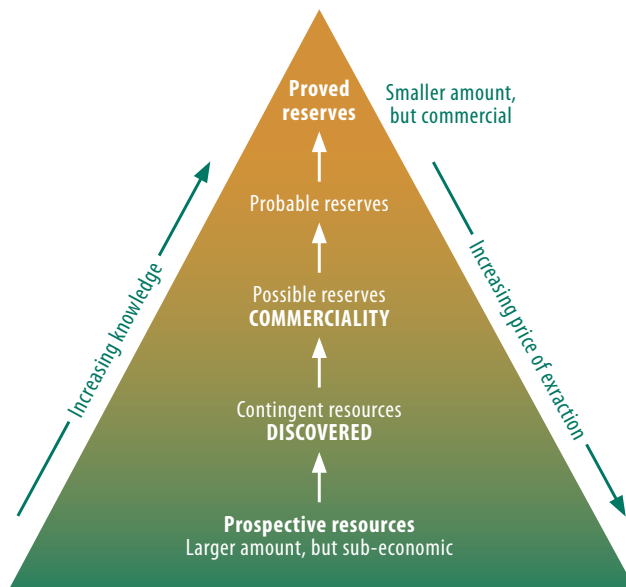 Proved
reserves
Smaller amount,
but commercial
Probable reserves
Possible reserves
COMMERCIALITY
Increasing knowledge
Increasing price of exraction
Contingent resources
DISCOVERED
Prospective resources
Larger amount, but sub-economic